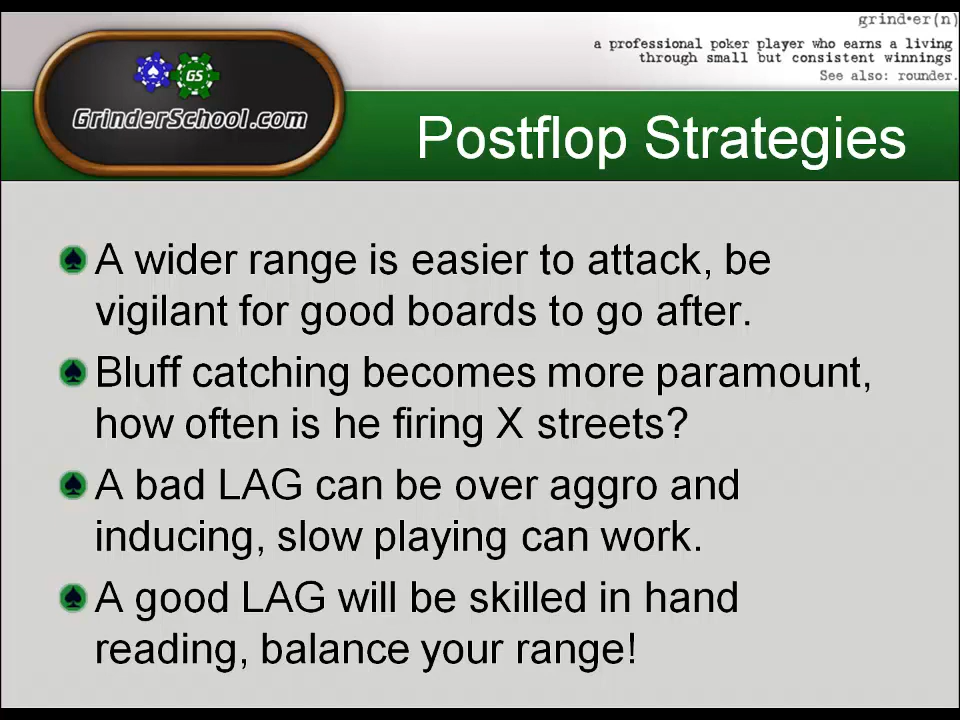 grind•er(n)
a professional poker player who earns a living
through small but consistent winnings
See also: rounder.
GS
GrinderSchool.com
Postflop Strategies
A wider range is easier to attack, be
vigilant for good boards to go after.
Bluff catching becomes more paramount,
how often is he firing X streets?
A bad LAG can be over aggro and
inducing, slow playing can work.
A good LAG will be skilled in hand
reading, balance your range!